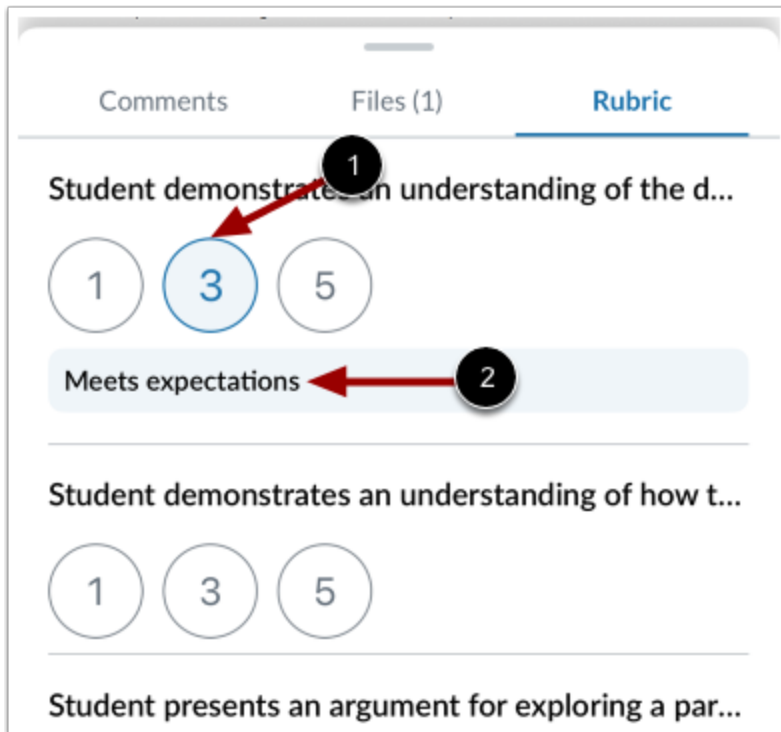 Comments Files (1) Rubric
1
Student demonstrates an understanding of the d...
1 3 5
Meets expectations 2
Student demonstrates an understanding of how t...
1 3 5
Student presents an argument for exploring a par...